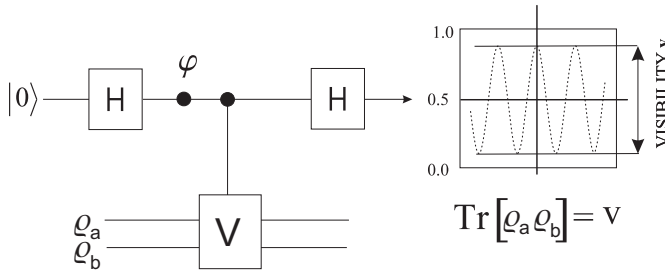 |0⟩ H φ H
ϱa
ϱb
V
1.0
0.5
0.0
VISIBILITY v
Tr[ϱaϱb] = v